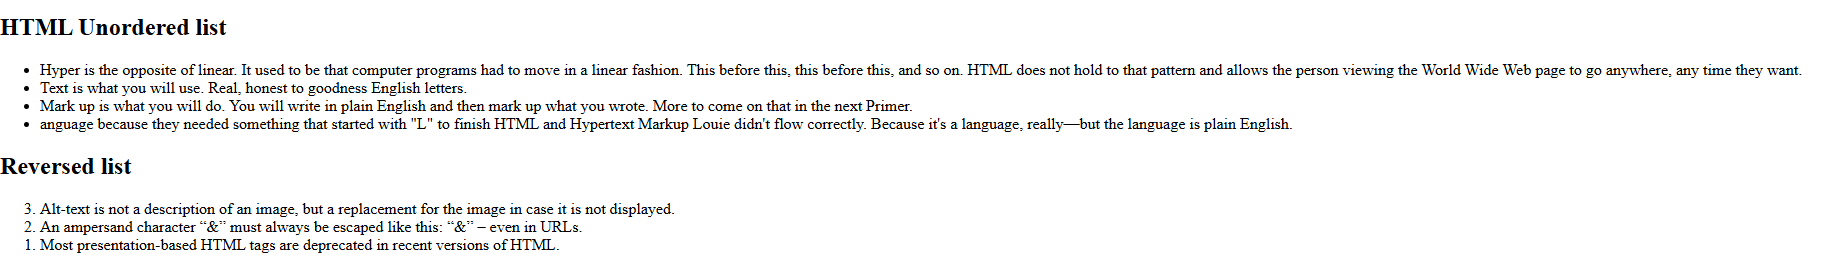 HTML Unordered list
• Hyper is the opposite of linear. It used to be that computer programs had to move in a linear fashion. This before this, this before this, and so on. HTML does not hold to that pattern and allows the person viewing the World Wide Web page to go anywhere, any time they want.
• Text is what you will use. Real, honest to goodness English letters.
• Mark up is what you will do. You will write in plain English and then mark up what you wrote. More to come on that in the next Primer.
• anguage because they needed something that started with "L" to finish HTML and Hypertext Markup Louie didn't flow correctly. Because it's a language, really—but the language is plain English.
Reversed list
3. Alt-text is not a description of an image, but a replacement for the image in case it is not displayed.
2. An ampersand character “&” must always be escaped like this: “&” – even in URLs.
1. Most presentation-based HTML tags are deprecated in recent versions of HTML.